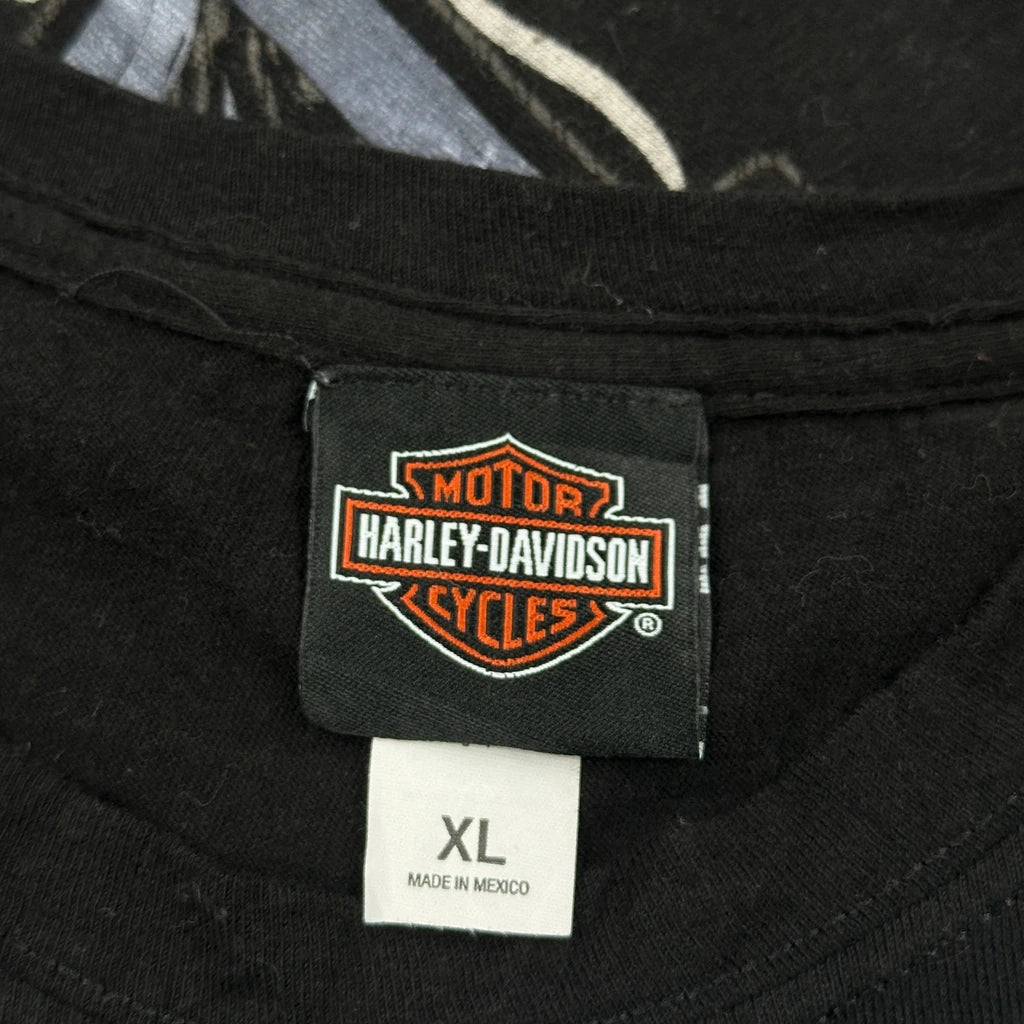 MOTOR
HARLEY-DAVIDSON
CYCLES
®
XL
MADE IN MEXICO